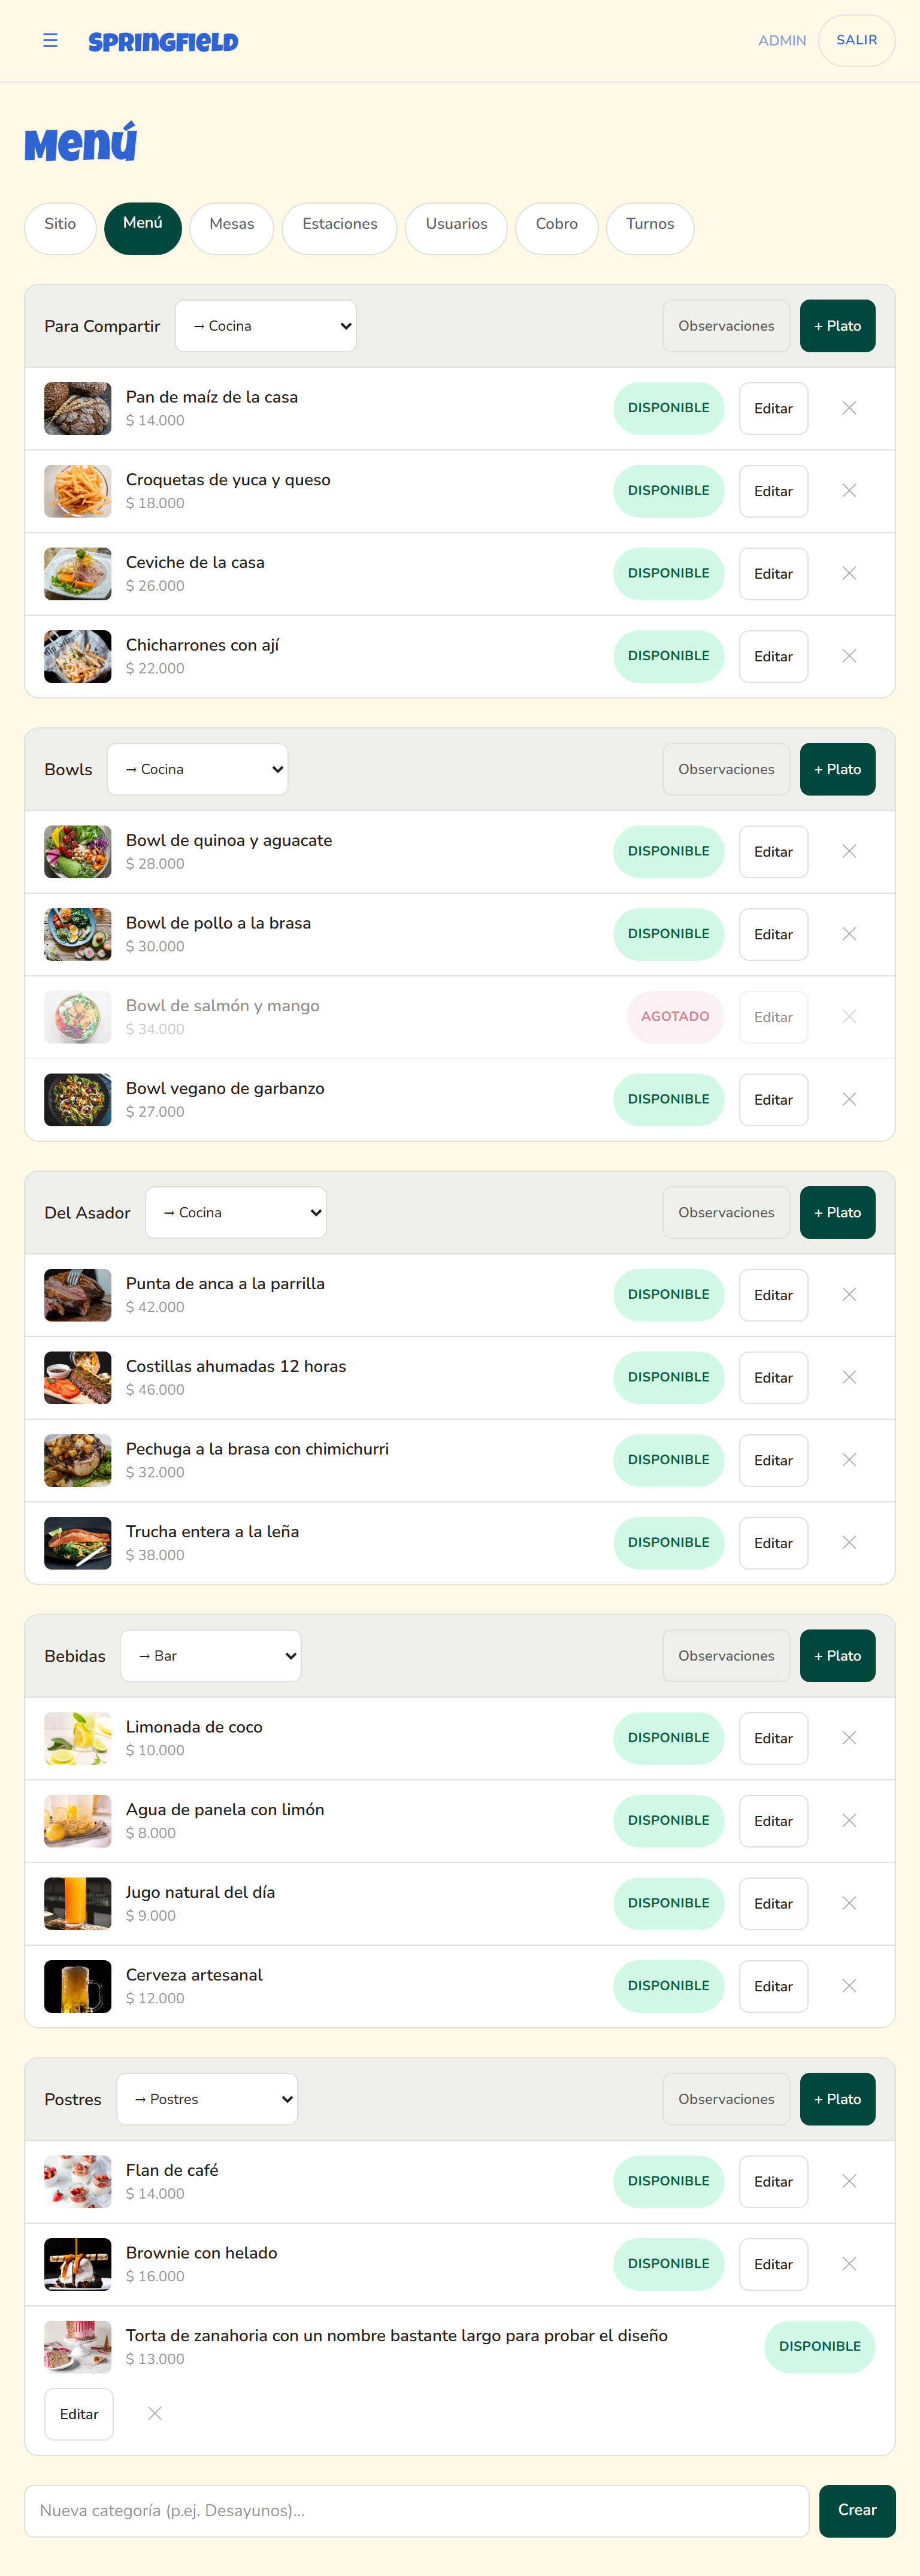 ☰ SPRINGFIELD ADMIN SALIR
Menú
Sitio Menú Mesas Estaciones Usuarios Cobro Turnos
Para Compartir → Cocina Observaciones + Plato
Pan de maíz de la casa
$ 14.000
DISPONIBLE Editar ×
Croquetas de yuca y queso
$ 18.000
DISPONIBLE Editar ×
Ceviche de la casa
$ 26.000
DISPONIBLE Editar ×
Chicharrones con ají
$ 22.000
DISPONIBLE Editar ×
Bowls → Cocina Observaciones + Plato
Bowl de quinoa y aguacate
$ 28.000
DISPONIBLE Editar ×
Bowl de pollo a la brasa
$ 30.000
DISPONIBLE Editar ×
Bowl de salmón y mango
$ 34.000
AGOTADO Editar ×
Bowl vegano de garbanzo
$ 27.000
DISPONIBLE Editar ×
Del Asador → Cocina Observaciones + Plato
Punta de anca a la parrilla
$ 42.000
DISPONIBLE Editar ×
Costillas ahumadas 12 horas
$ 46.000
DISPONIBLE Editar ×
Pechuga a la brasa con chimichurri
$ 32.000
DISPONIBLE Editar ×
Trucha entera a la leña
$ 38.000
DISPONIBLE Editar ×
Bebidas → Bar Observaciones + Plato
Limonada de coco
$ 10.000
DISPONIBLE Editar ×
Agua de panela con limón
$ 8.000
DISPONIBLE Editar ×
Jugo natural del día
$ 9.000
DISPONIBLE Editar ×
Cerveza artesanal
$ 12.000
DISPONIBLE Editar ×
Postres → Postres Observaciones + Plato
Flan de café
$ 14.000
DISPONIBLE Editar ×
Brownie con helado
$ 16.000
DISPONIBLE Editar ×
Torta de zanahoria con un nombre bastante largo para probar el diseño
$ 13.000
DISPONIBLE
Editar ×
Nueva categoría (p.ej. Desayunos)... Crear